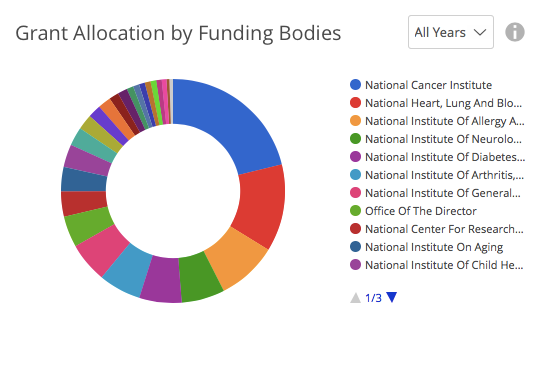 Grant Allocation by Funding Bodies
All Years
i
National Cancer Institute
National Heart, Lung And Blo...
National Institute Of Allergy A...
National Institute Of Neurolo...
National Institute Of Diabetes...
National Institute Of Arthritis,...
National Institute Of General...
Office Of The Director
National Center For Research...
National Institute On Aging
National Institute Of Child He...
1/3